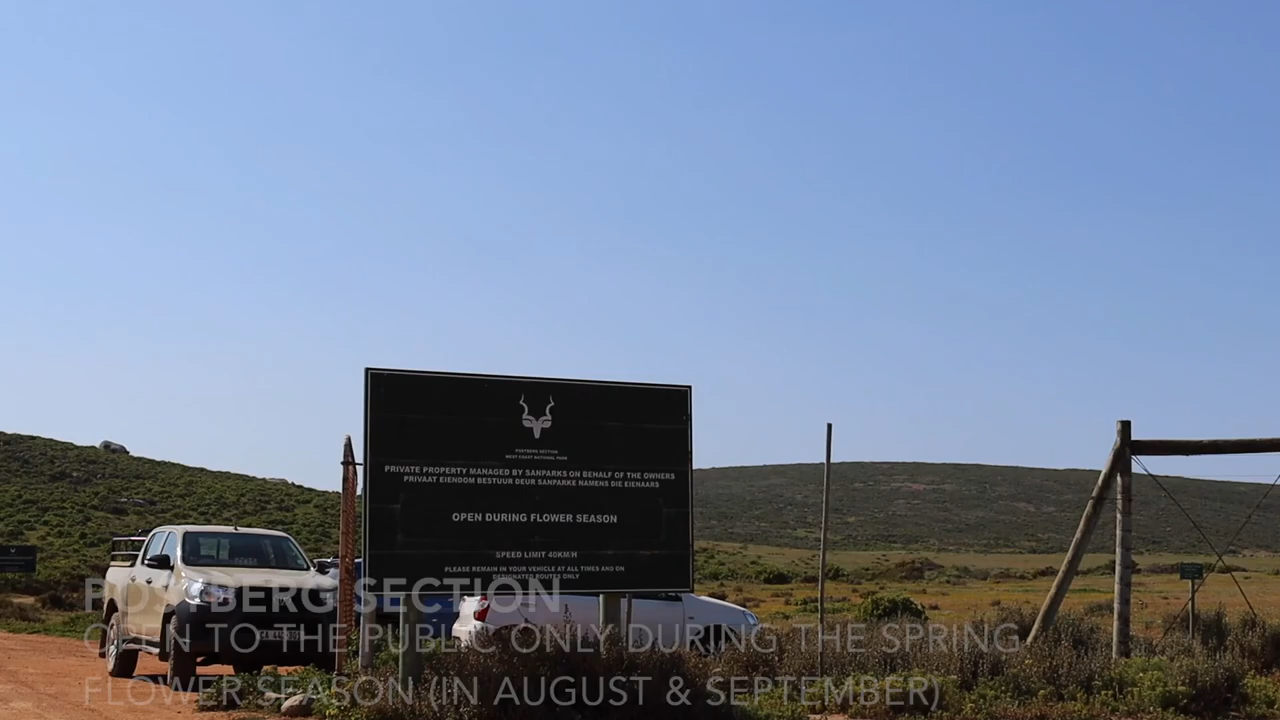 POSTBERG SECTION
WEST COAST NATIONAL PARK
PRIVATE PROPERTY MANAGED BY SANPARKS ON BEHALF OF THE OWNERS
PRIVAAT EIENDOM BESTUUR DEUR SANPARKE NAMENS DIE EIENAARS
OPEN DURING FLOWER SEASON
SPEED LIMIT 40KM/H
PLEASE REMAIN IN YOUR VEHICLE AT ALL TIMES AND ON
DESIGNATED ROUTES ONLY
POSTBERG SECTION
OPEN TO THE PUBLIC ONLY DURING THE SPRING
FLOWER SEASON (IN AUGUST & SEPTEMBER)